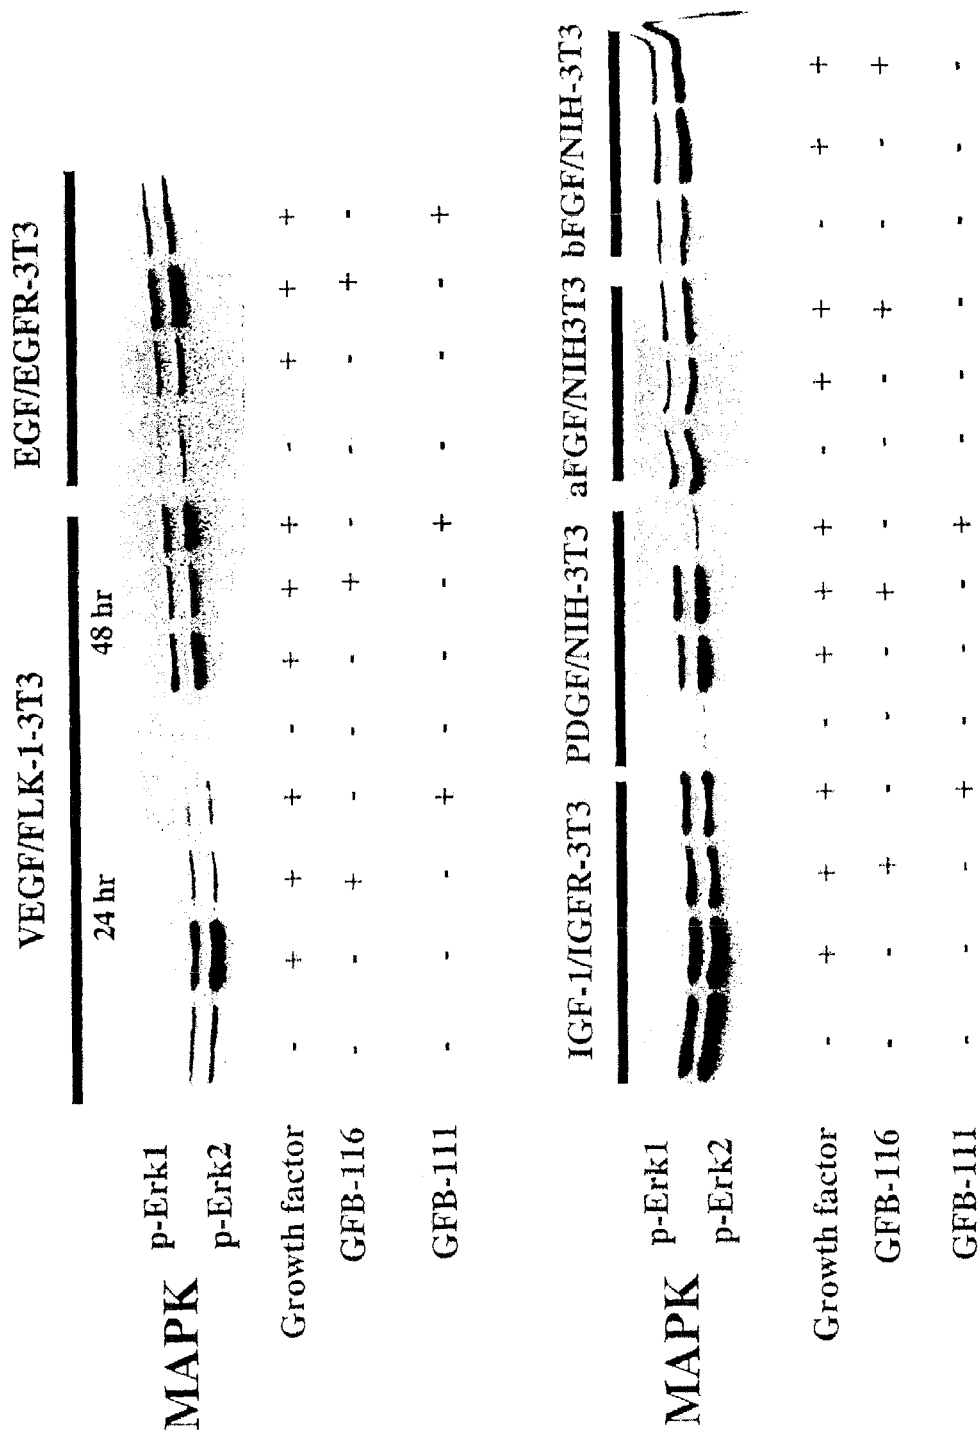 VEGF/FLK-1-3T3 EGF/EGFR-3T3
24 hr 48 hr
MAPK
p-Erk1
p-Erk2
Growth factor - + + + - + + + - + + +
GFB-116 - - + - - - + - - - + -
GFB-111 - - - + - - - + - - - +
IGF-1/IGFR-3T3 PDGF/NIH-3T3 aFGF/NIH3T3 bFGF/NIH-3T3
MAPK
p-Erk1
p-Erk2
Growth factor - + + + - + + + - + + - + +
GFB-116 - - + - - - + - - - + - - +
GFB-111 - - - + - - - + - - - - - -